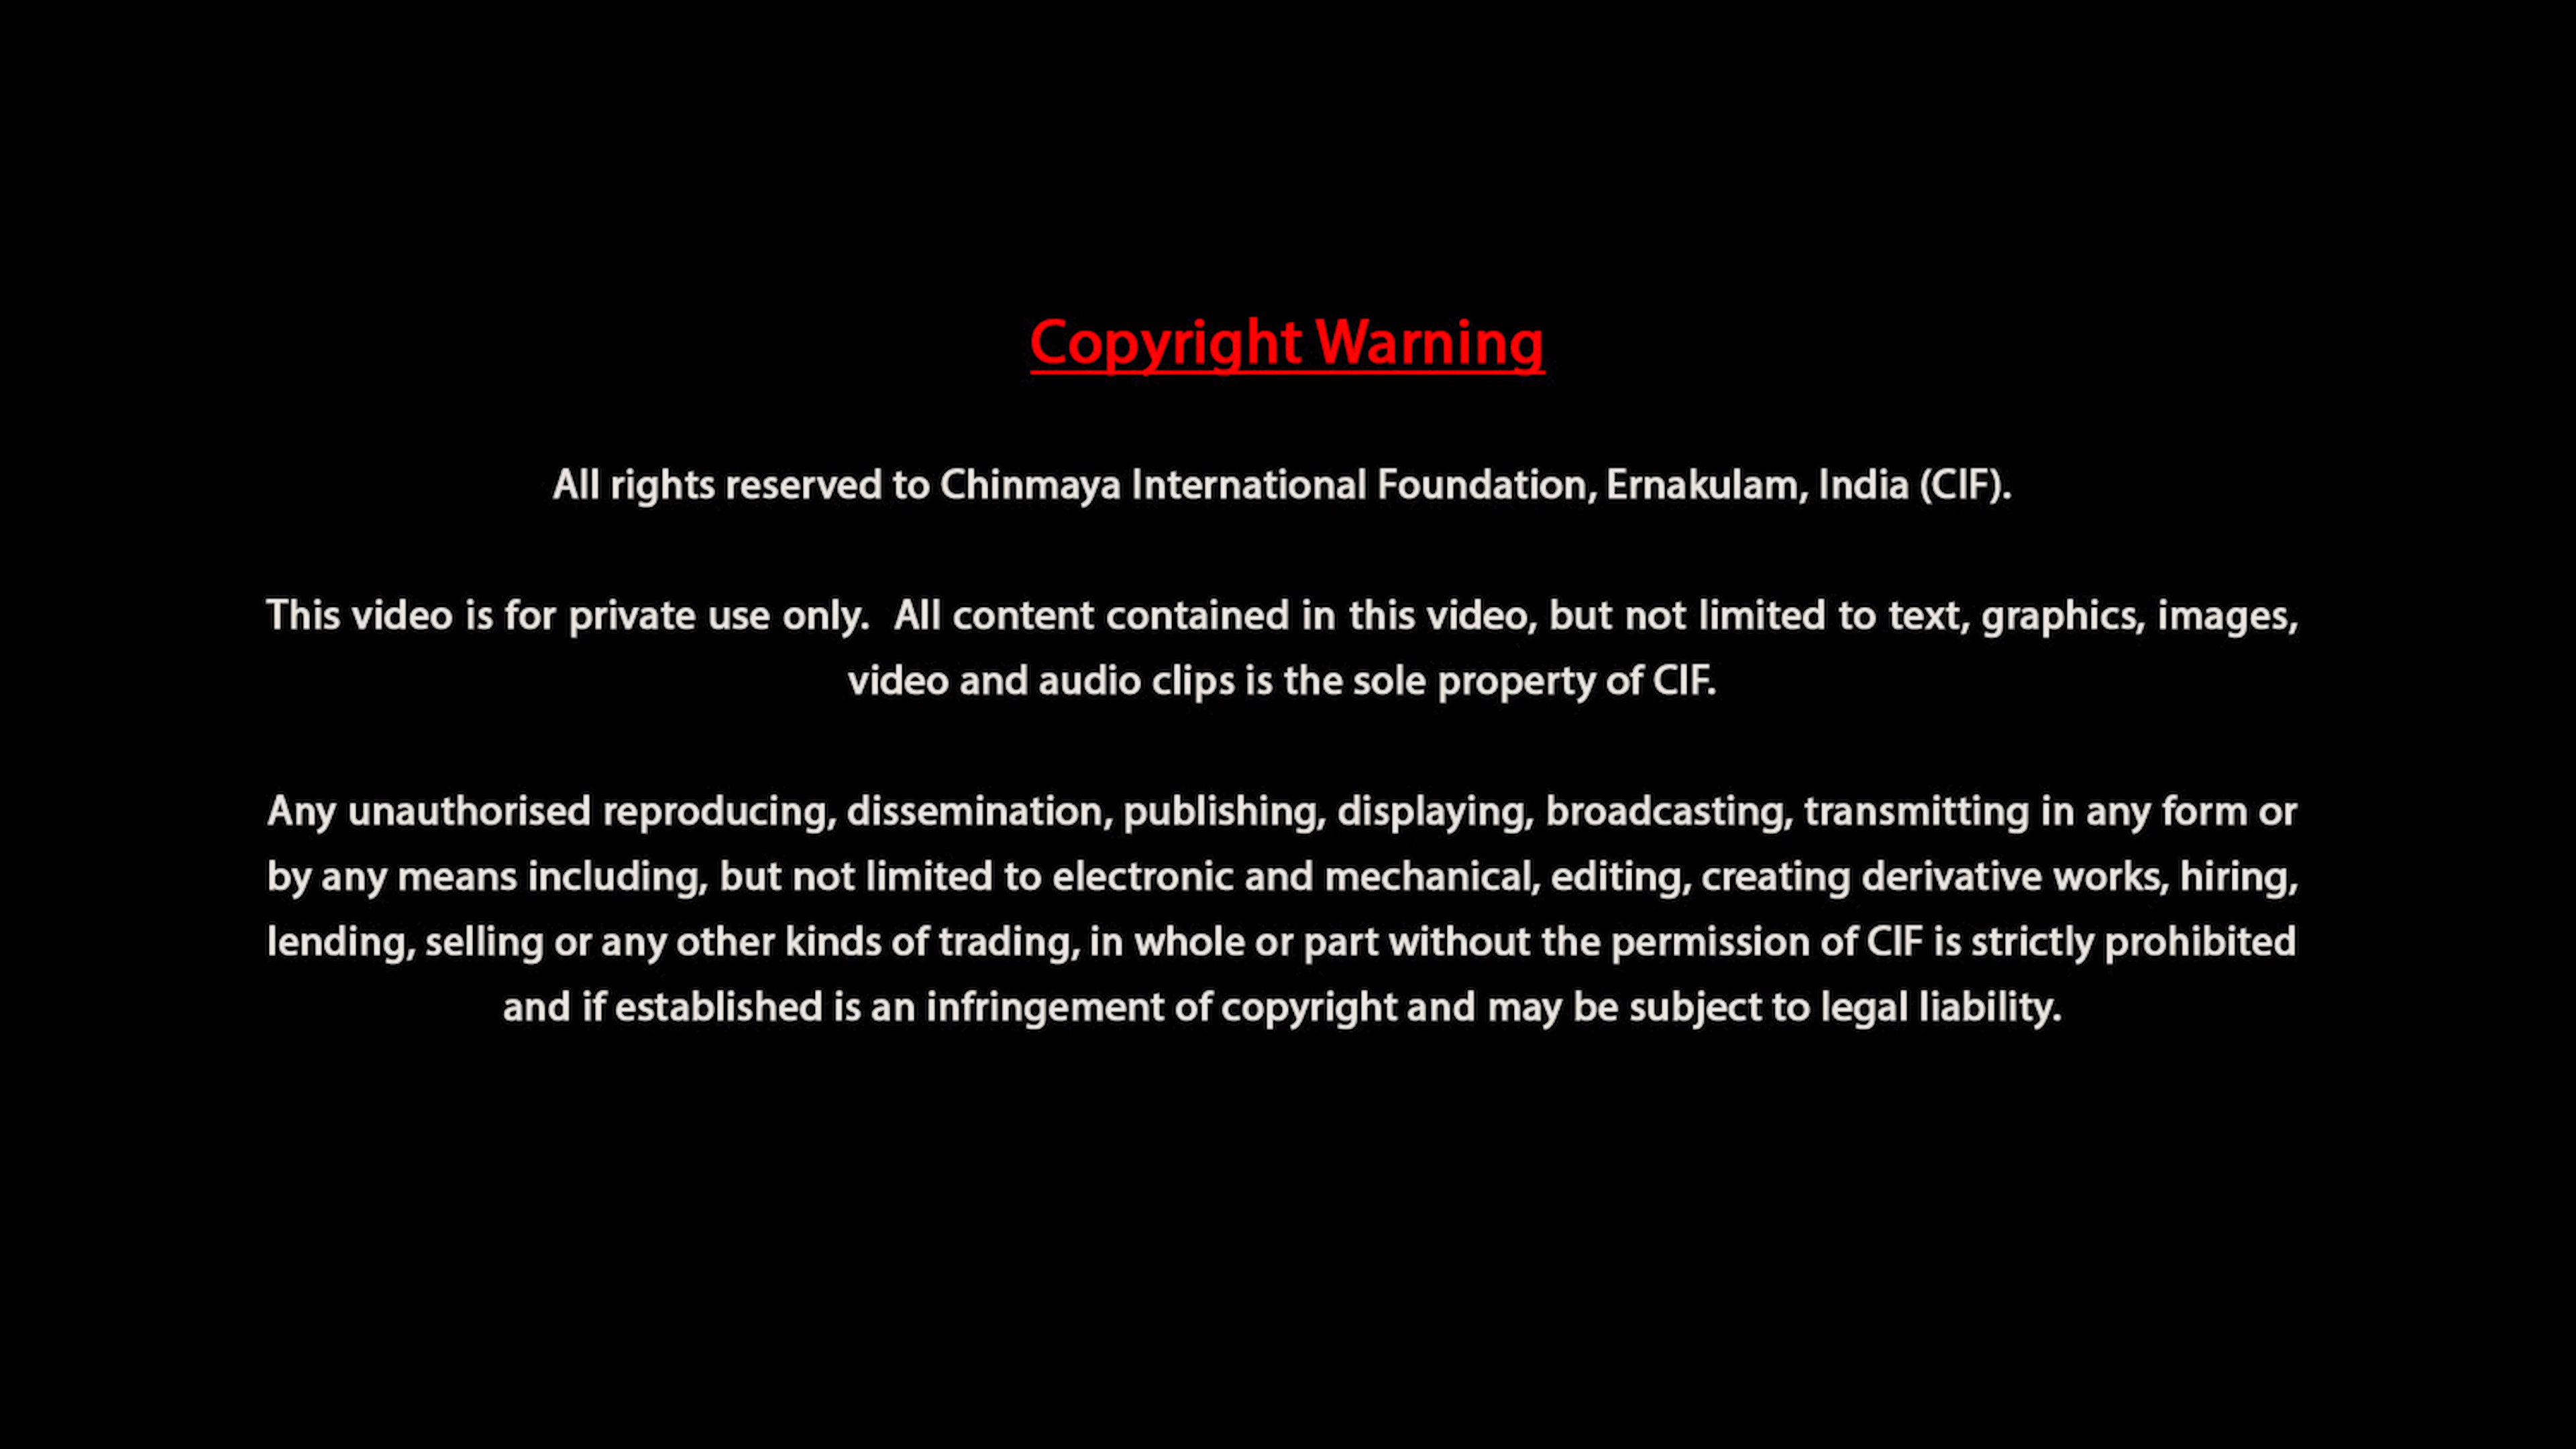 Copyright Warning
All rights reserved to Chinmaya International Foundation, Ernakulam, India (CIF).
This video is for private use only.  All content contained in this video, but not limited to text, graphics, images,
video and audio clips is the sole property of CIF.
Any unauthorised reproducing, dissemination, publishing, displaying, broadcasting, transmitting in any form or
by any means including, but not limited to electronic and mechanical, editing, creating derivative works, hiring,
lending, selling or any other kinds of trading, in whole or part without the permission of CIF is strictly prohibited
and if established is an infringement of copyright and may be subject to legal liability.